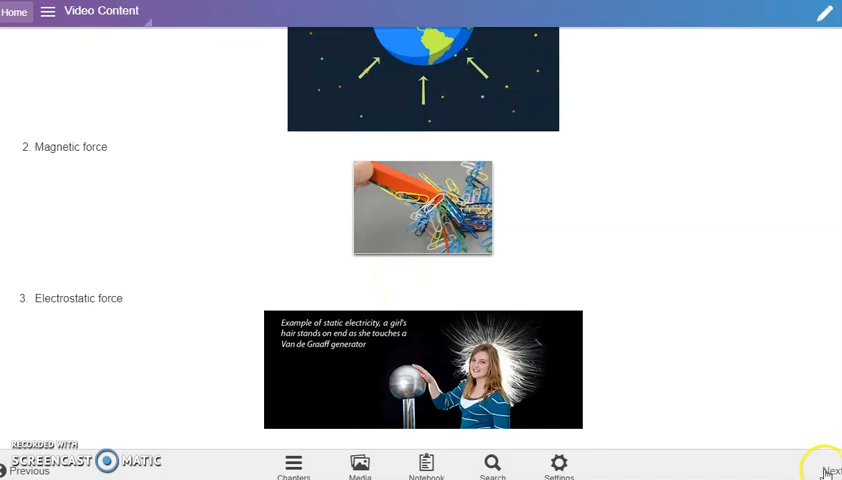 Home
Video Content
2. Magnetic force
3. Electrostatic force
Example of static electricity, a girl's
hair stands on end as she touches a
Van de Graaff generator
RECORDED WITH
SCREENCAST MATIC
Previous
Chapters
Media
Notebook
Search
Settings
Next